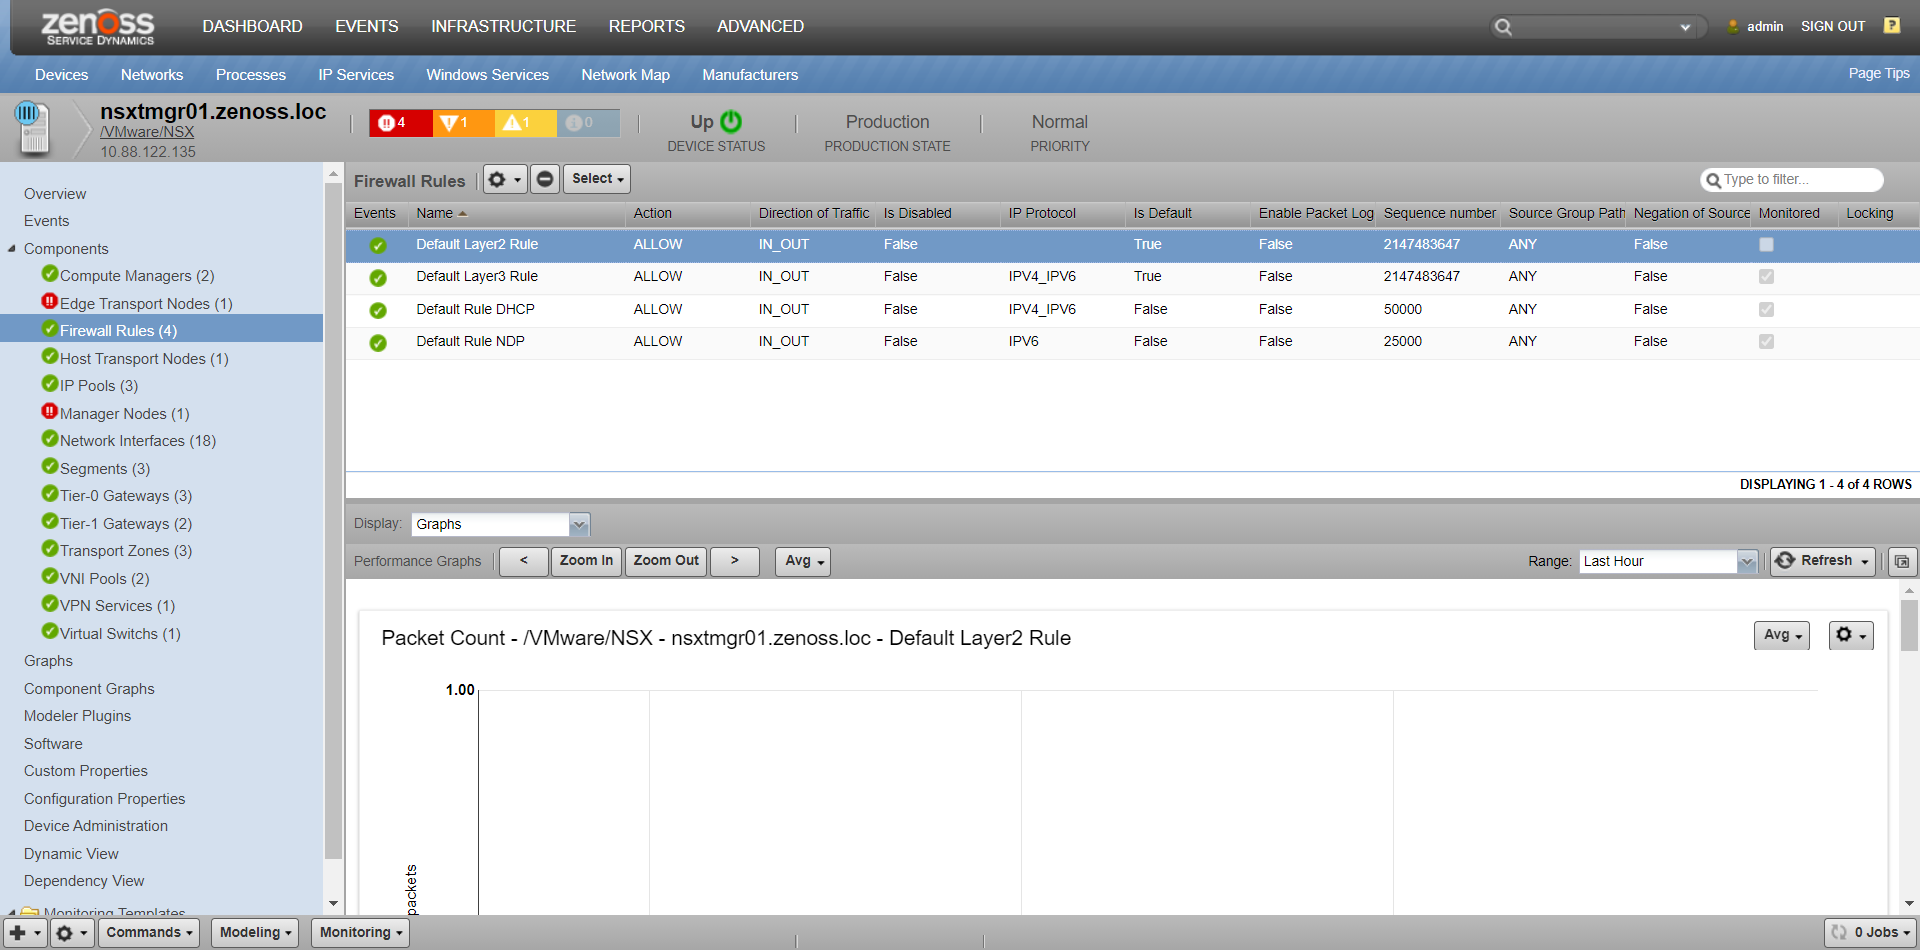 zenoss
SERVICE DYNAMICS
DASHBOARD EVENTS INFRASTRUCTURE REPORTS ADVANCED
admin SIGN OUT ?
Devices Networks Processes IP Services Windows Services Network Map Manufacturers Page Tips
nsxtmgr01.zenoss.loc
/VMware/NSX
10.88.122.135
4 1 1 0
Up
DEVICE STATUS
Production
PRODUCTION STATE
Normal
PRIORITY
Overview
Events
Components
Compute Managers (2)
Edge Transport Nodes (1)
Firewall Rules (4)
Host Transport Nodes (1)
IP Pools (3)
Manager Nodes (1)
Network Interfaces (18)
Segments (3)
Tier-0 Gateways (3)
Tier-1 Gateways (2)
Transport Zones (3)
VNI Pools (2)
VPN Services (1)
Virtual Switchs (1)
Graphs
Component Graphs
Modeler Plugins
Software
Custom Properties
Configuration Properties
Device Administration
Dynamic View
Dependency View
Monitoring Templates
Firewall Rules Select Type to filter...
Events Name Action Direction of Traffic Is Disabled IP Protocol Is Default Enable Packet Log Sequence number Source Group Path Negation of Source Monitored Locking
Default Layer2 Rule ALLOW IN_OUT False True False 2147483647 ANY False
Default Layer3 Rule ALLOW IN_OUT False IPV4_IPV6 True False 2147483647 ANY False
Default Rule DHCP ALLOW IN_OUT False IPV4_IPV6 False False 50000 ANY False
Default Rule NDP ALLOW IN_OUT False IPV6 False False 25000 ANY False
DISPLAYING 1 - 4 of 4 ROWS
Display: Graphs
Performance Graphs < Zoom In Zoom Out > Avg Range: Last Hour Refresh
Packet Count - /VMware/NSX - nsxtmgr01.zenoss.loc - Default Layer2 Rule Avg
1.00
packets
Commands Modeling Monitoring 0 Jobs